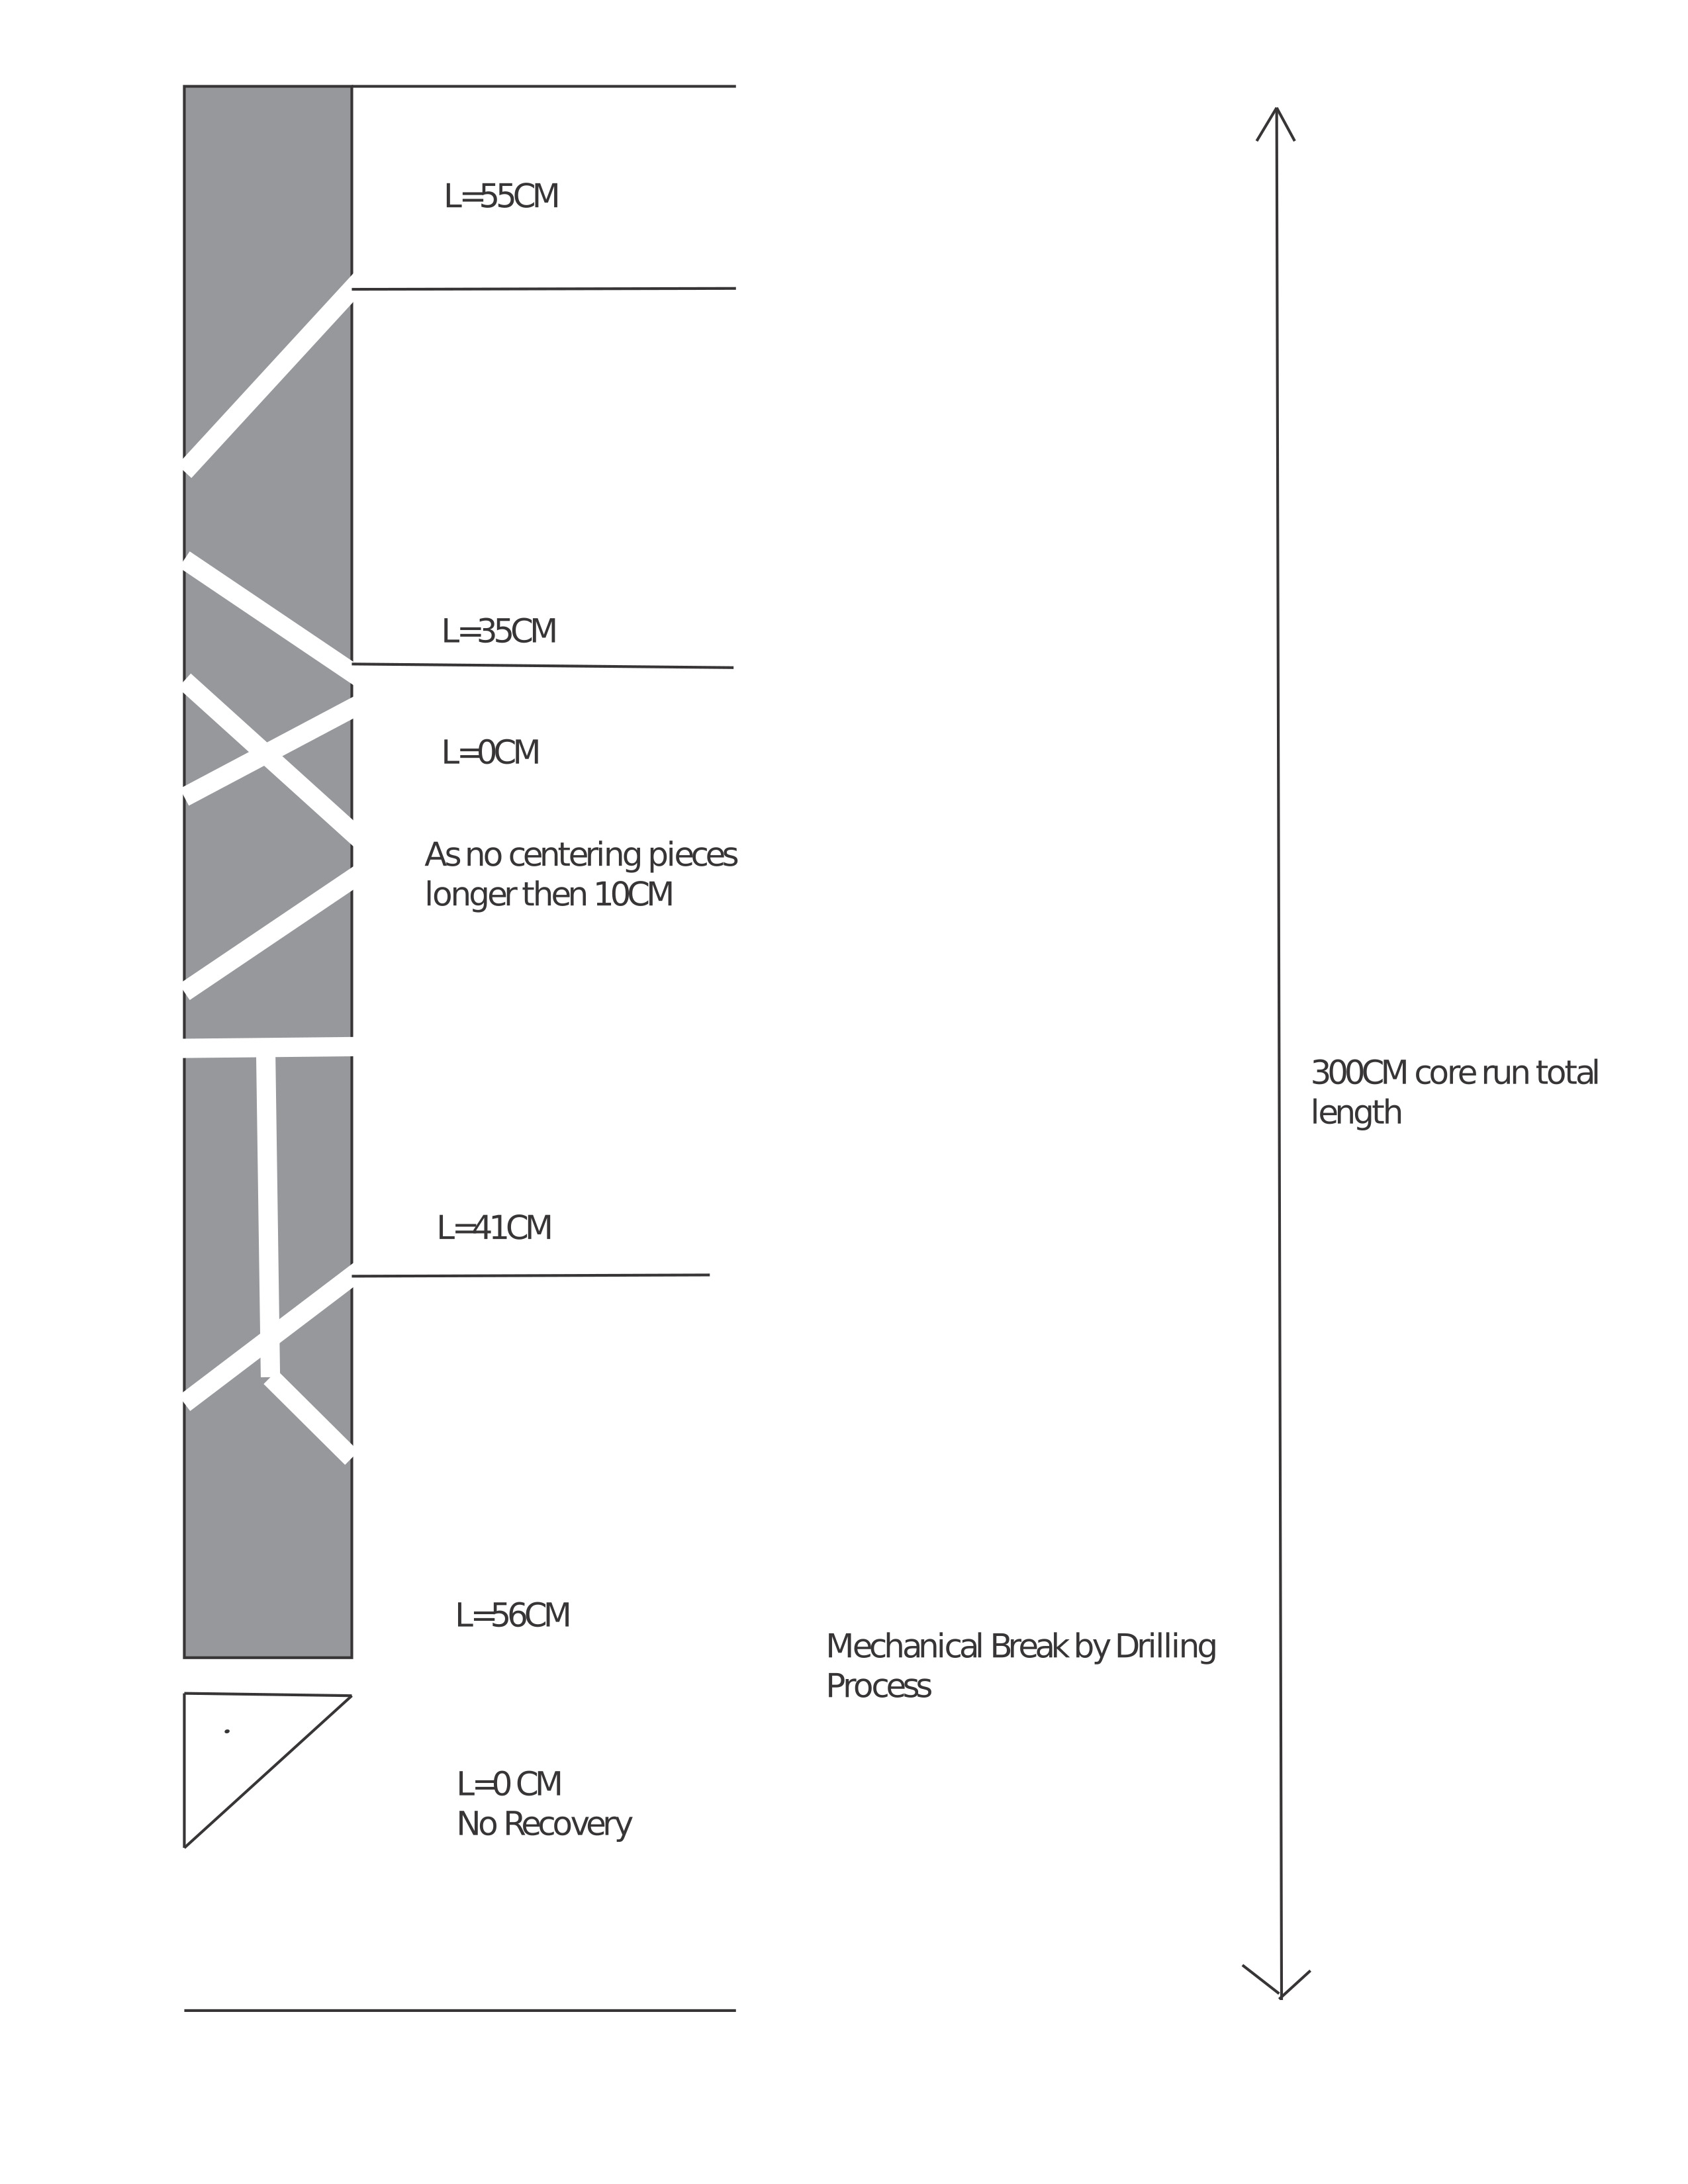 L=55CM
L=35CM
L=0CM
As no centering pieces
longer then 10CM
300CM core run total
length
L=41CM
L=56CM
Mechanical Break by Drilling
Process
L=0 CM
No Recovery